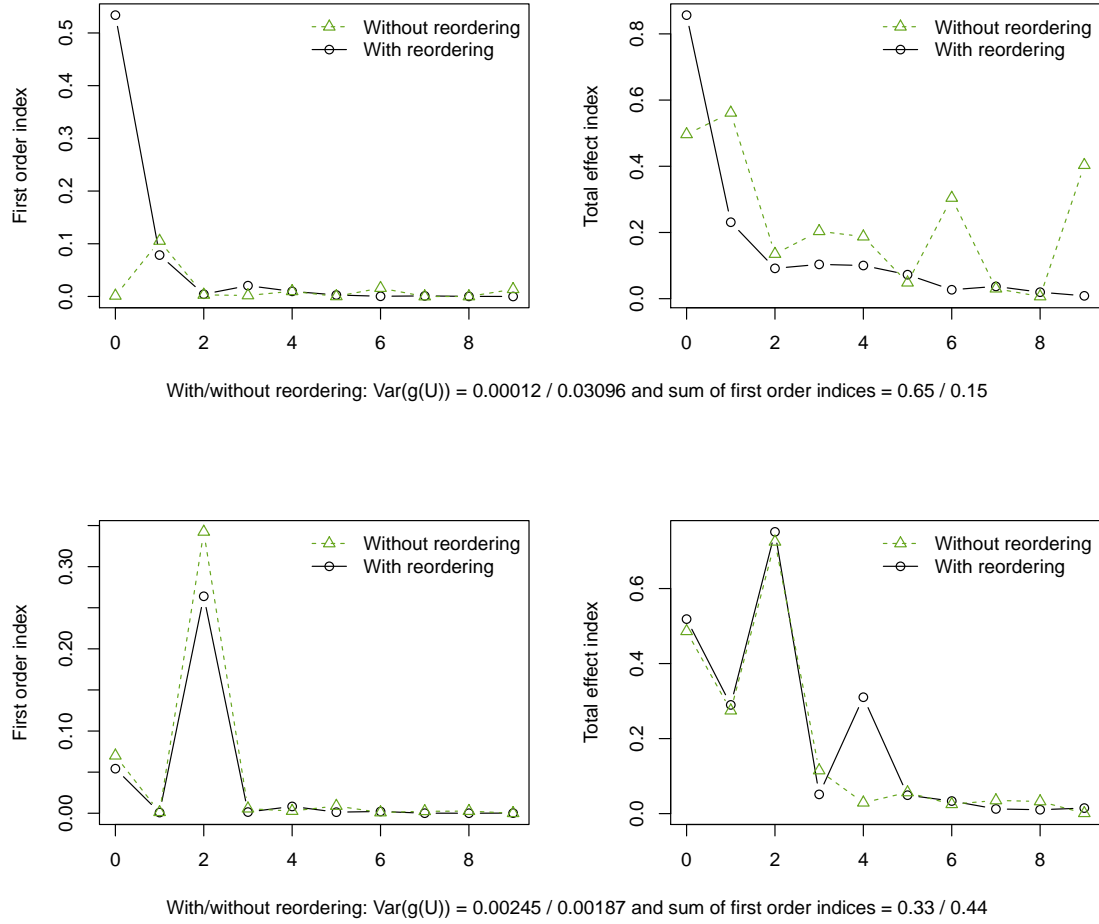 Without reordering
With reordering
First order index
0.0 0.1 0.2 0.3 0.4 0.5
0 2 4 6 8
Without reordering
With reordering
Total effect index
0.0 0.2 0.4 0.6 0.8
0 2 4 6 8
With/without reordering: Var(g(U)) = 0.00012 / 0.03096 and sum of first order indices = 0.65 / 0.15
Without reordering
With reordering
First order index
0.00 0.10 0.20 0.30
0 2 4 6 8
Without reordering
With reordering
Total effect index
0.0 0.2 0.4 0.6
0 2 4 6 8
With/without reordering: Var(g(U)) = 0.00245 / 0.00187 and sum of first order indices = 0.33 / 0.44